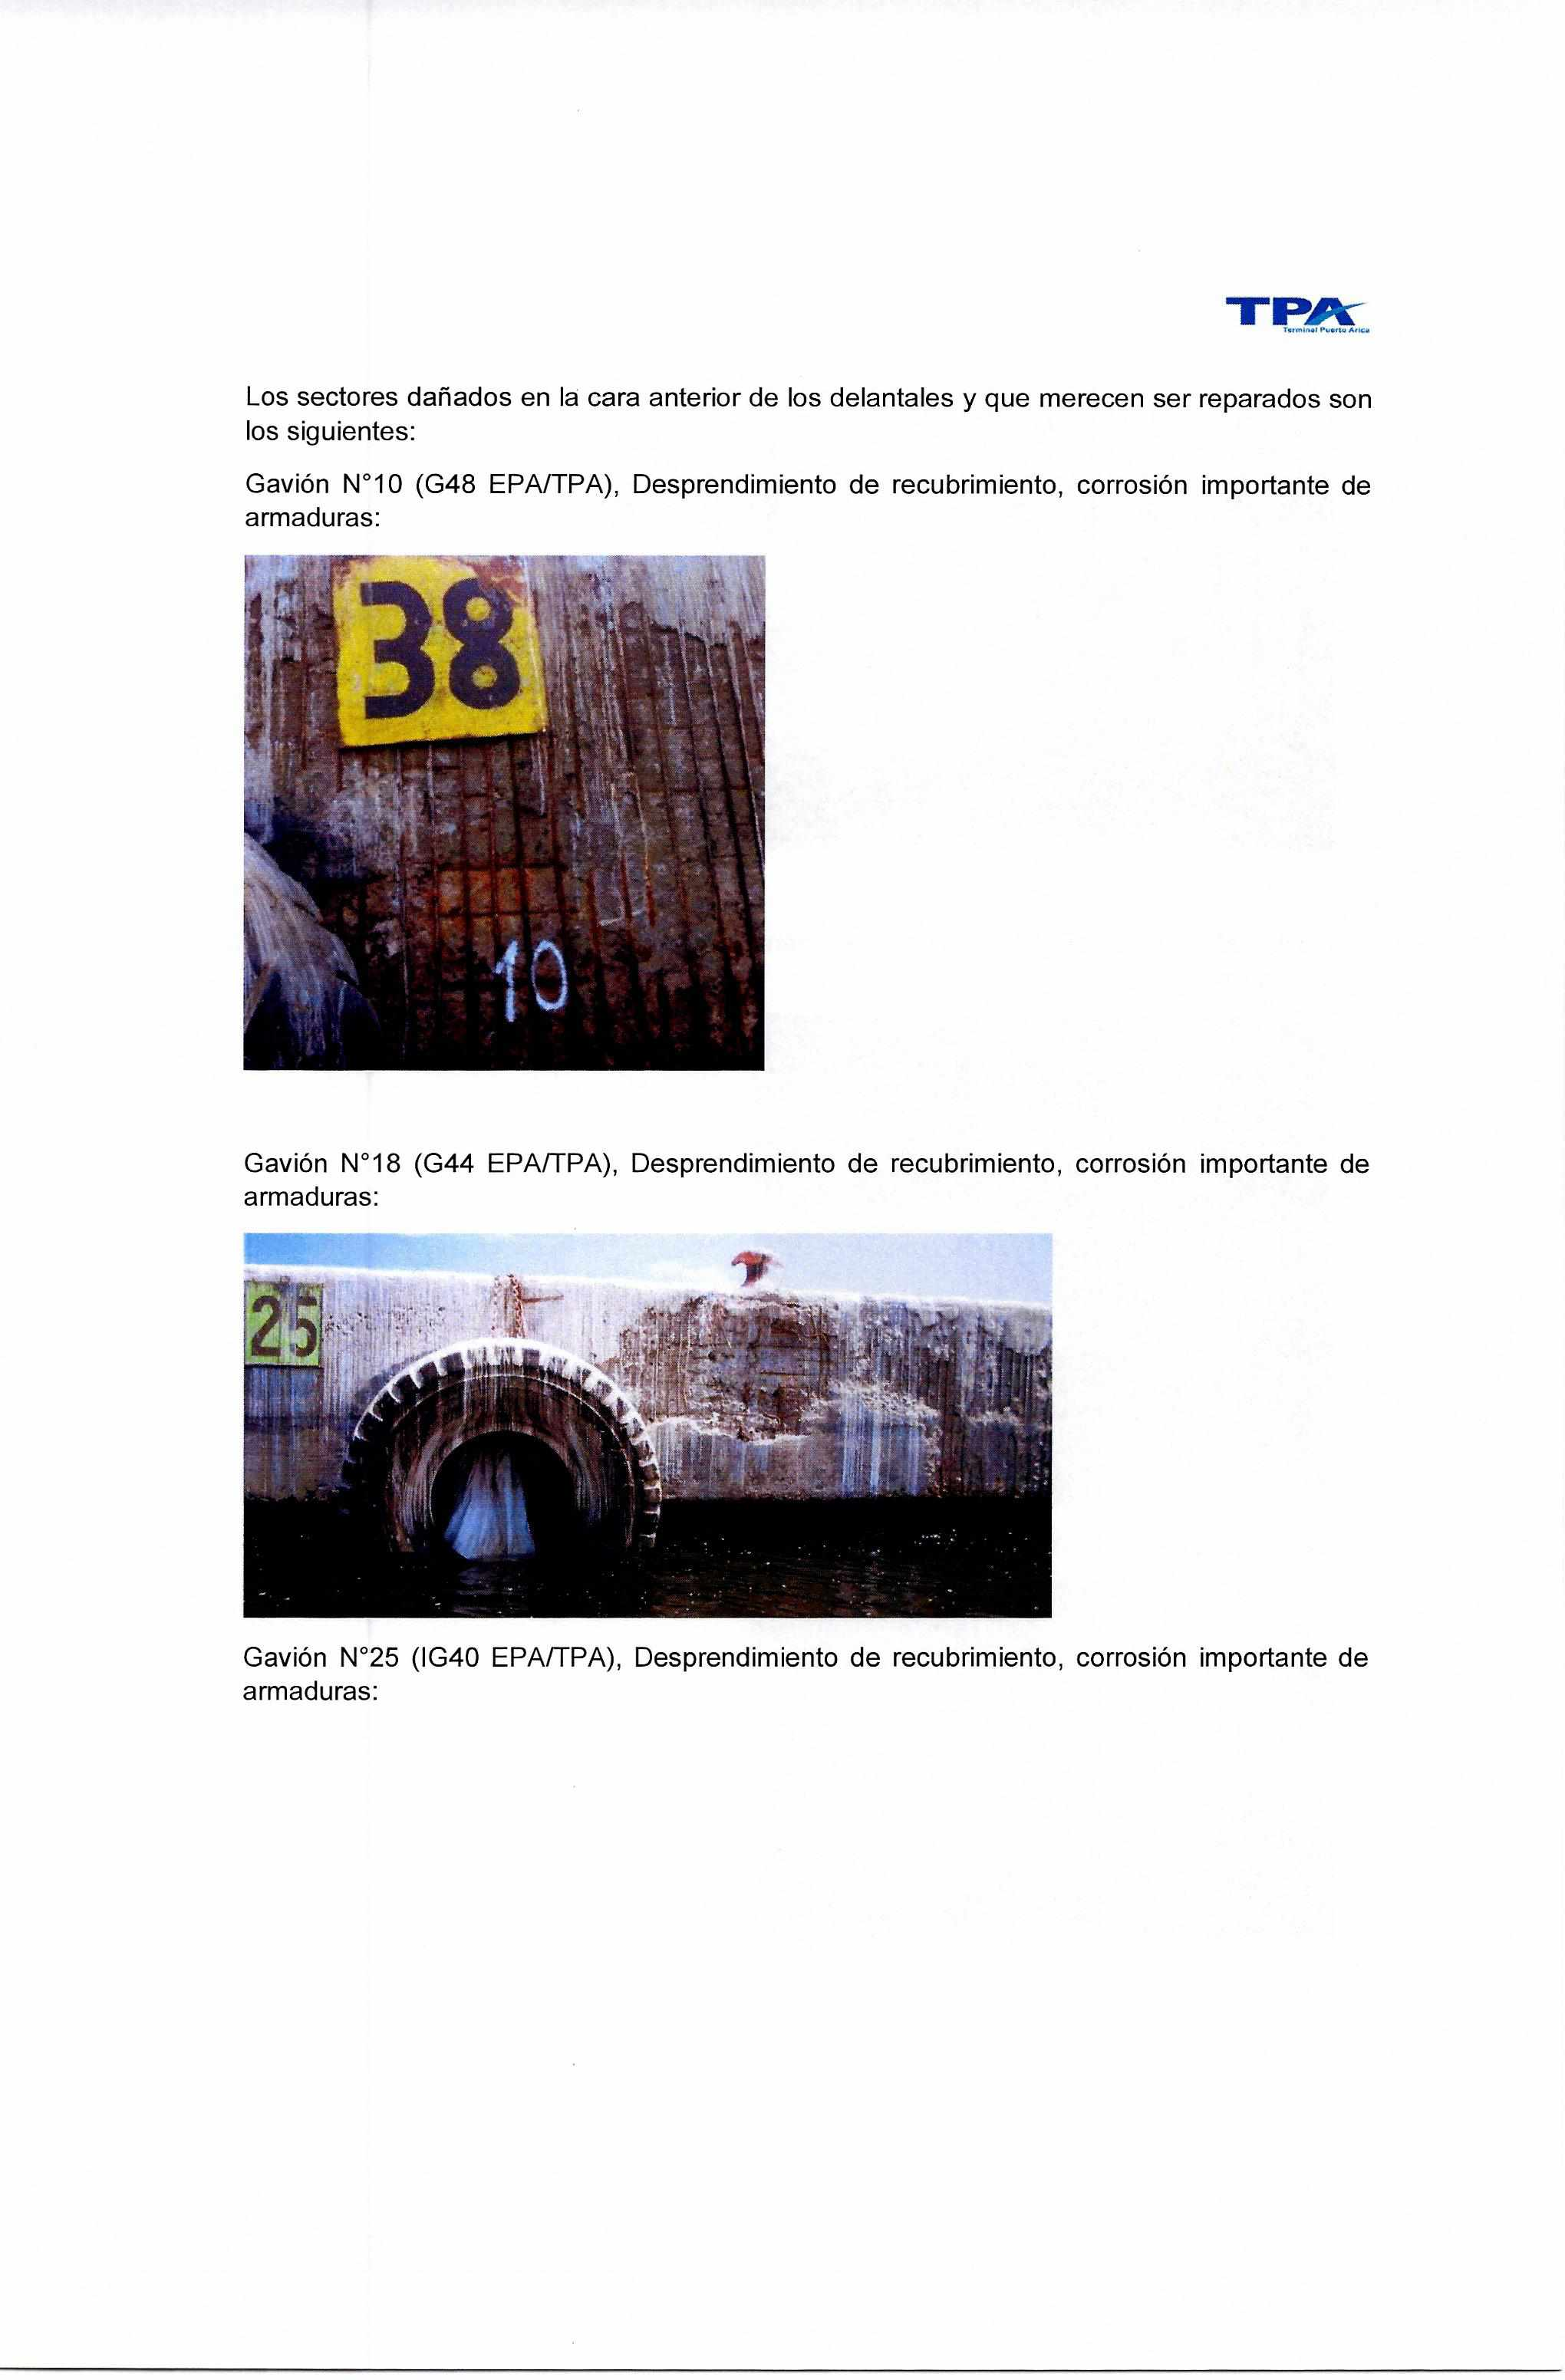 TPA
Terminal Puerto Arica
Los sectores dañados en la cara anterior de los delantales y que merecen ser reparados son
los siguientes:
Gavión N°10 (G48 EPA/TPA), Desprendimiento de recubrimiento, corrosión importante de
armaduras:
38
10
Gavión N°18 (G44 EPA/TPA), Desprendimiento de recubrimiento, corrosión importante de
armaduras:
25
Gavión N°25 (IG40 EPA/TPA), Desprendimiento de recubrimiento, corrosión importante de
armaduras: